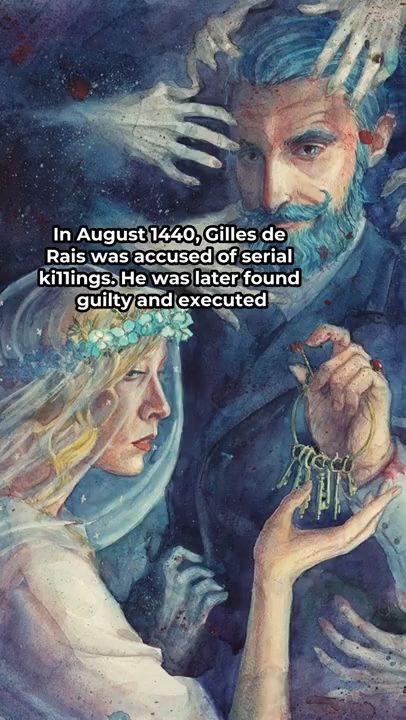 In August 1440, Gilles de
Rais was accused of serial
ki11ings. He was later found
guilty and executed